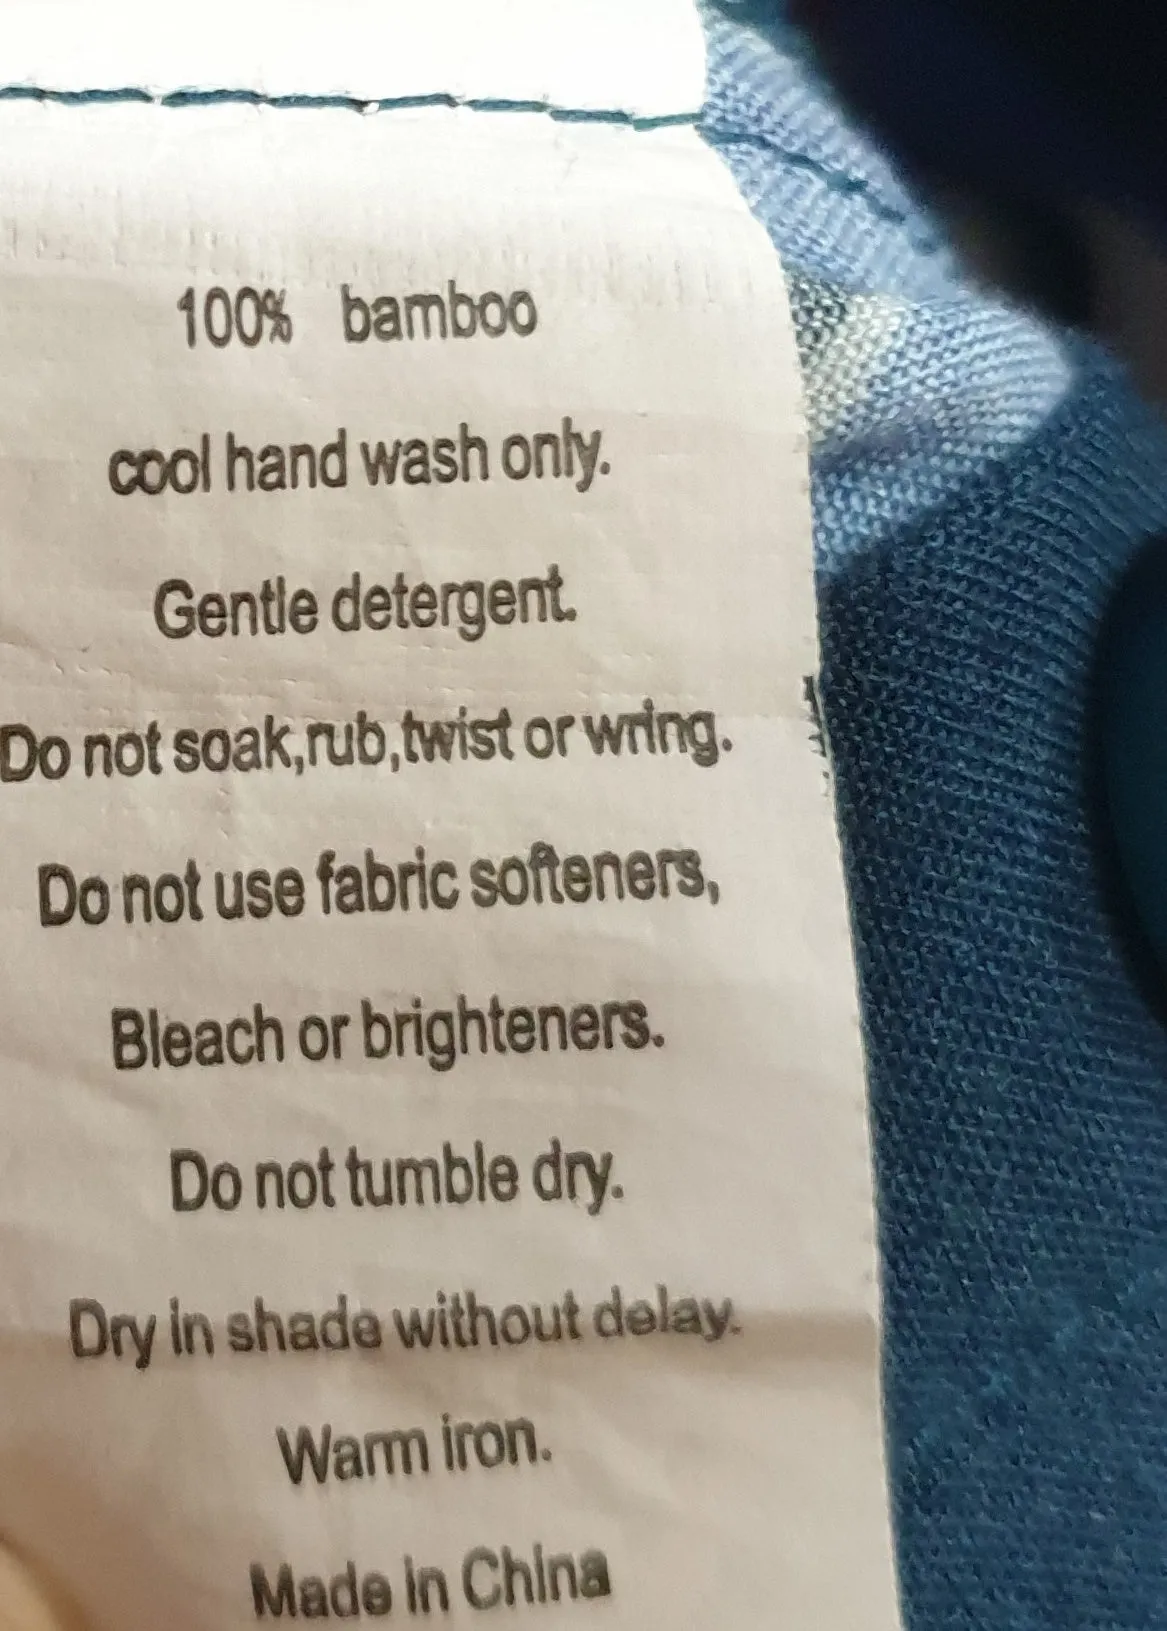 100% bamboo
cool hand wash only.
Gentle detergent.
Do not soak,rub,twist or wring.
Do not use fabric softeners,
Bleach or brighteners.
Do not tumble dry.
Dry in shade without delay.
Warm iron.
Made in China